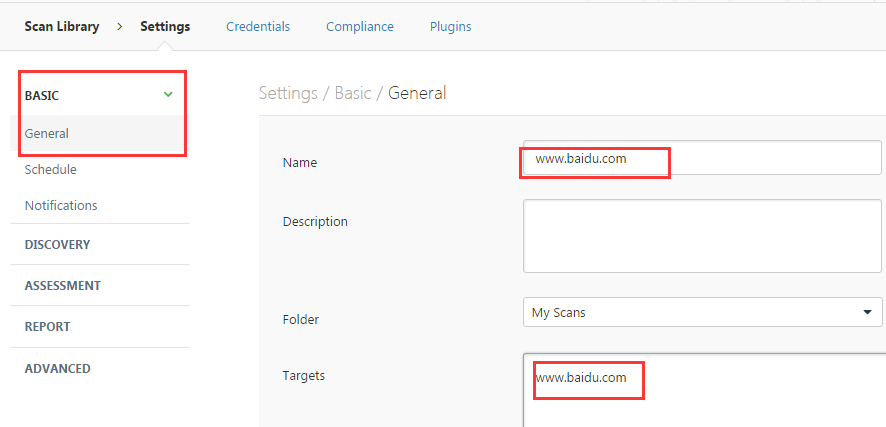 Scan Library > Settings Credentials Compliance Plugins
BASIC
General
Schedule
Notifications
DISCOVERY
ASSESSMENT
REPORT
ADVANCED
Settings / Basic / General
Name www.baidu.com
Description
Folder My Scans
Targets www.baidu.com